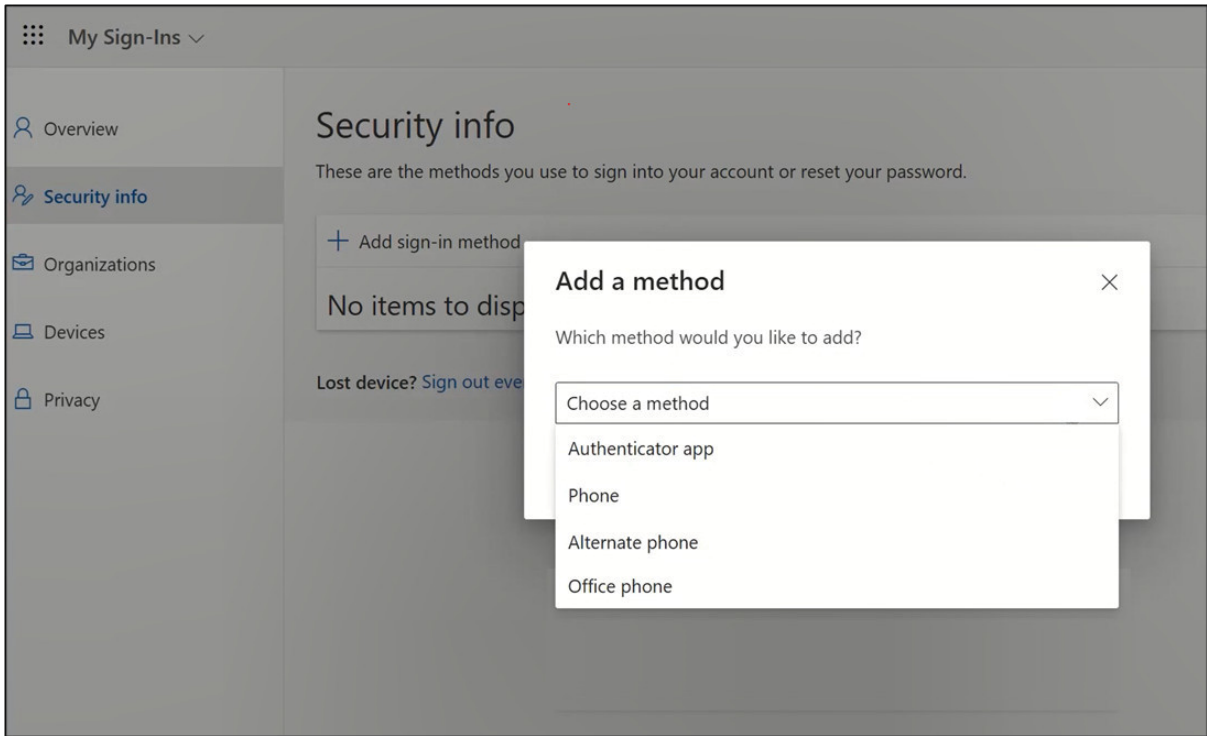 My Sign-Ins
Overview
Security info
Organizations
Devices
Privacy
Security info
These are the methods you use to sign into your account or reset your password.
Add sign-in method
No items to disp
Lost device? Sign out eve
Add a method
Which method would you like to add?
Choose a method
Authenticator app
Phone
Alternate phone
Office phone